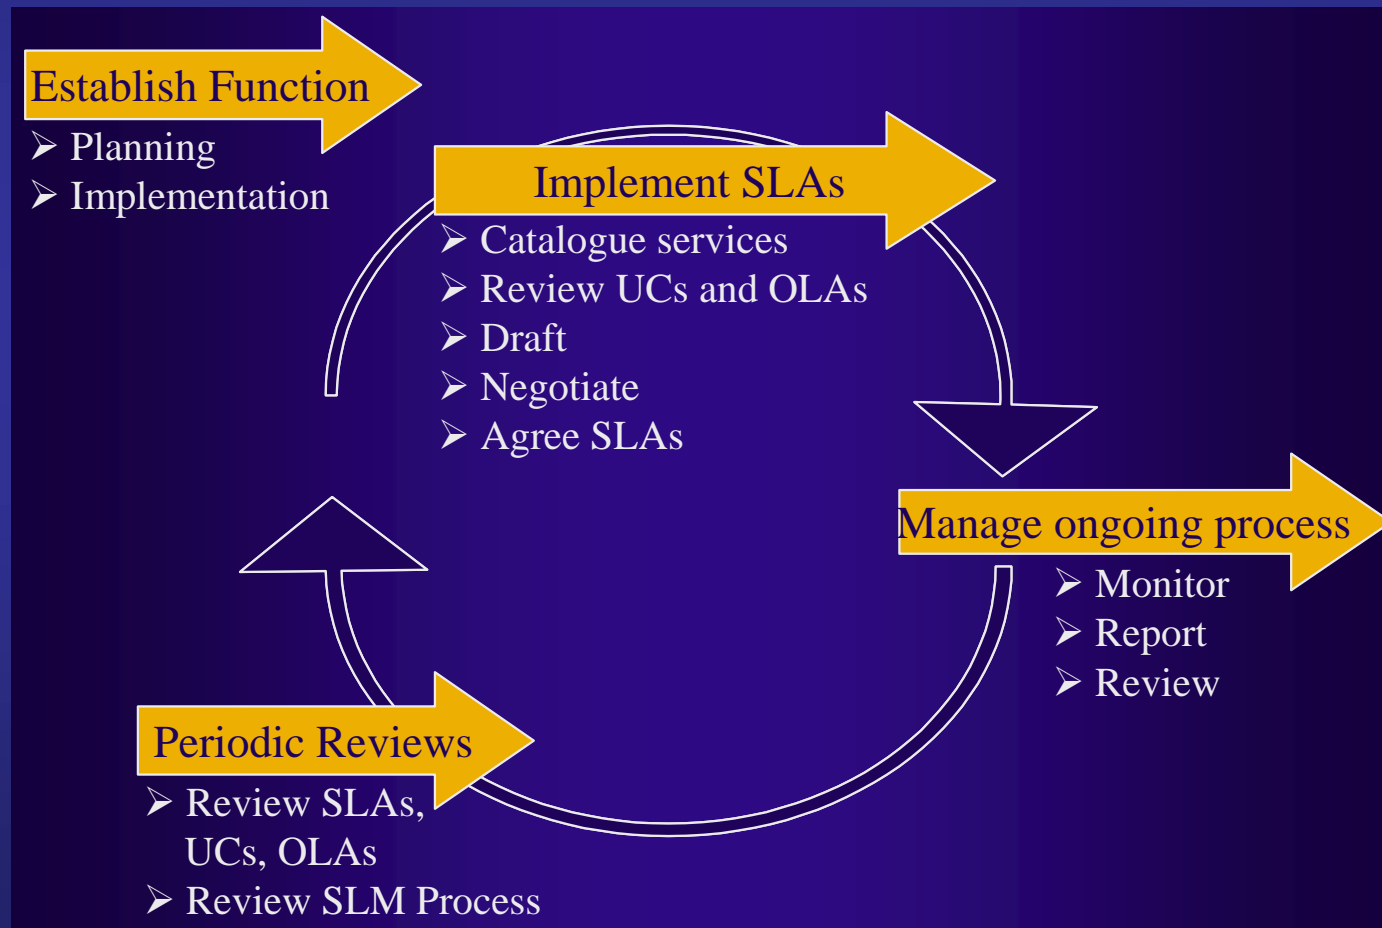 Establish Function
➢ Planning
➢ Implementation
Implement SLAs
➢ Catalogue services
➢ Review UCs and OLAs
➢ Draft
➢ Negotiate
➢ Agree SLAs
Manage ongoing process
➢ Monitor
➢ Report
➢ Review
Periodic Reviews
➢ Review SLAs,
UCs, OLAs
➢ Review SLM Process